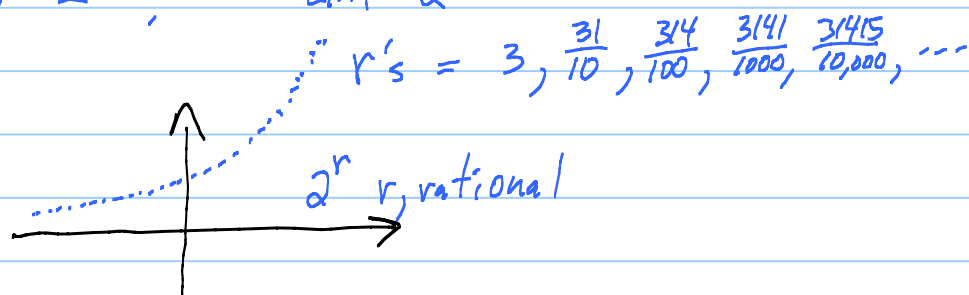 r's = 3, 31/10, 314/100, 3141/1000, 31415/10,000, ...
2^r r, rational